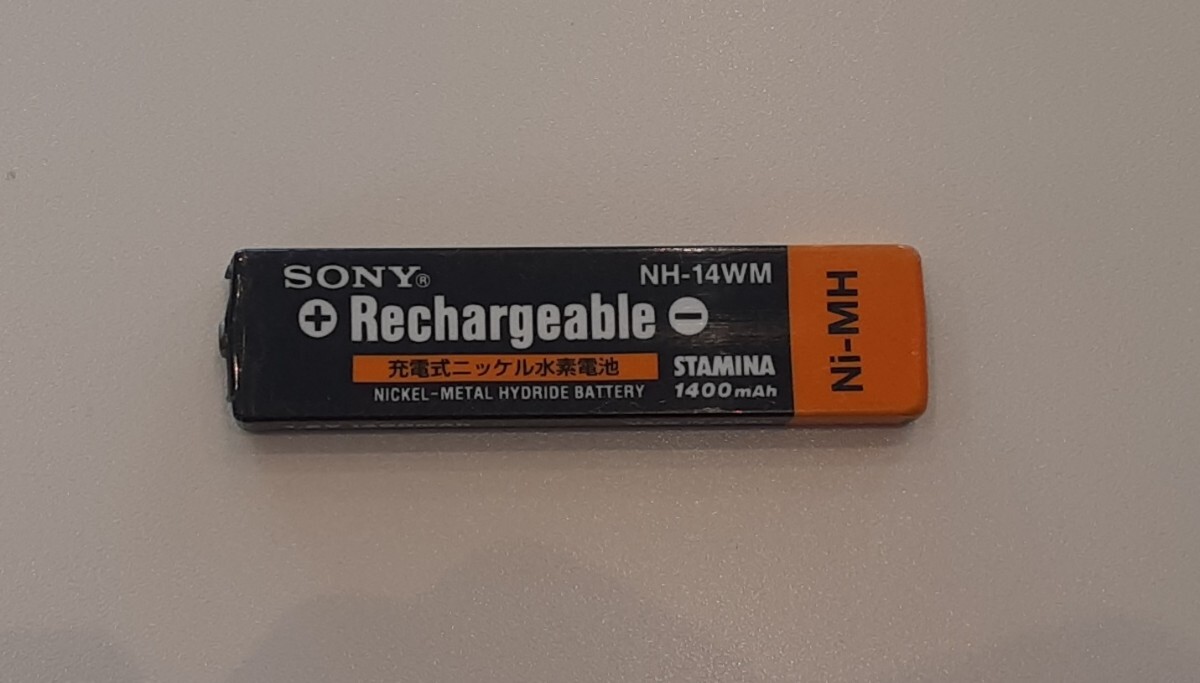 SONY® NH-14WM
+ Rechargeable −
充電式ニッケル水素電池 STAMINA
NICKEL-METAL HYDRIDE BATTERY 1400mAh
Ni-MH